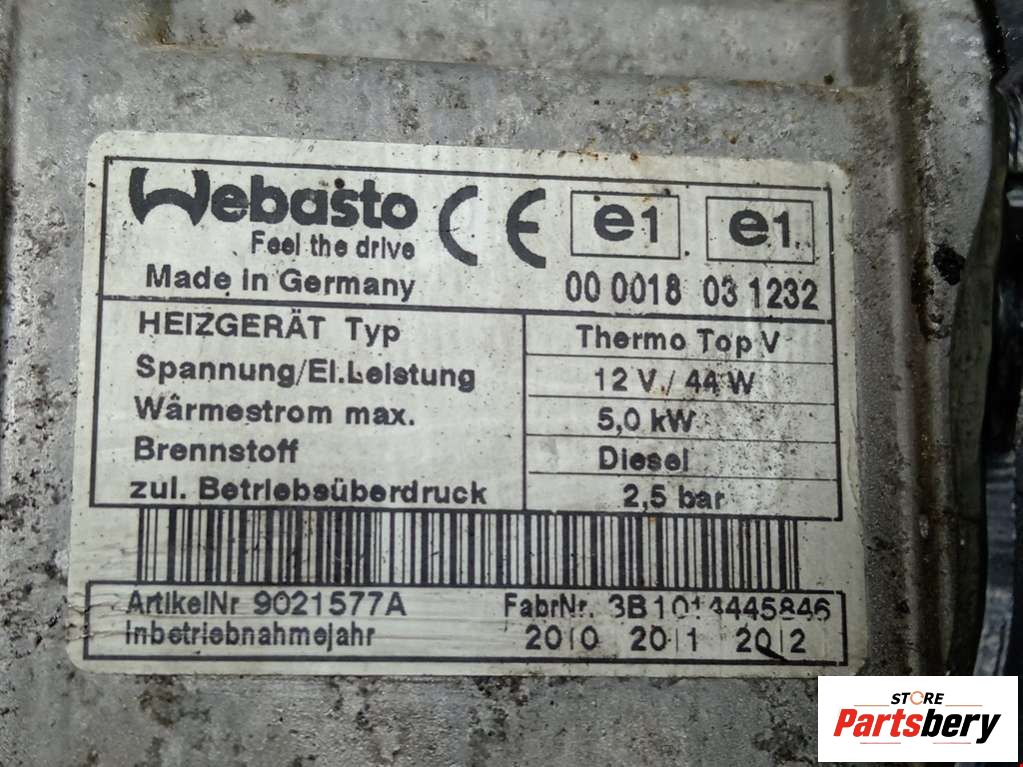 Webasto
Feel the drive
Made in Germany
CE e1 e1
00 0018 03 1232
HEIZGERÄT Typ Thermo Top V
Spannung/El.Leistung 12 V / 44 W
Wärmestrom max. 5,0 kW
Brennstoff Diesel
zul. Betriebsüberdruck 2,5 bar
ArtikelNr 9021577A FabrNr. 3B1014445846
Inbetriebnahmejahr 2010 2011 2012
STORE
Partsbery